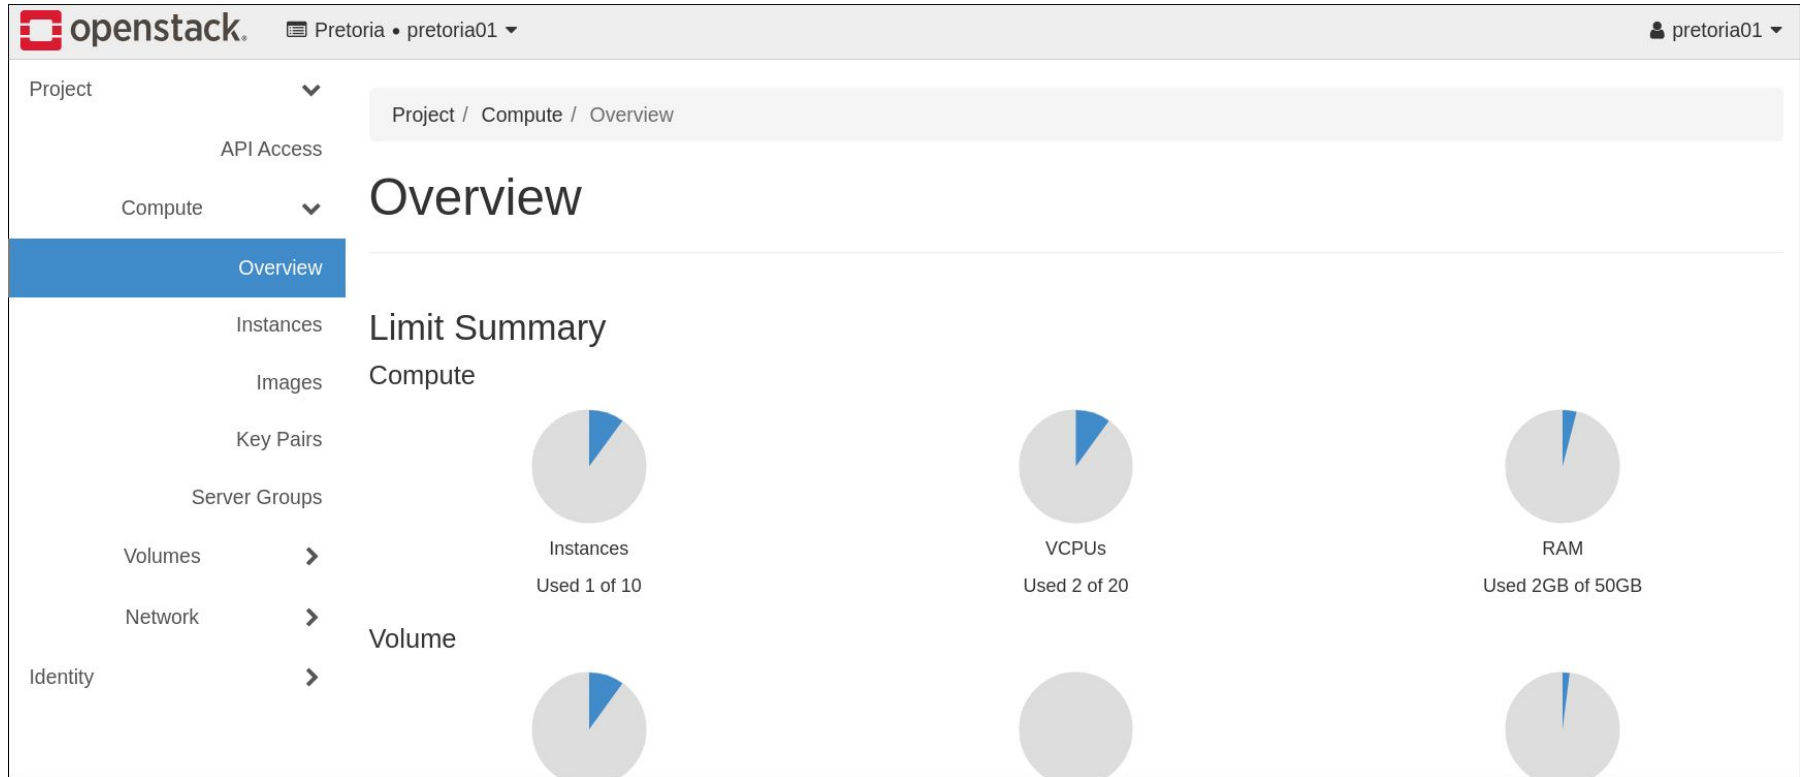 openstack. Pretoria • pretoria01 pretoria01
Project
API Access
Compute
Overview
Instances
Images
Key Pairs
Server Groups
Volumes
Network
Identity
Project / Compute / Overview
Overview
Limit Summary
Compute
Instances VCPUs RAM
Used 1 of 10 Used 2 of 20 Used 2GB of 50GB
Volume